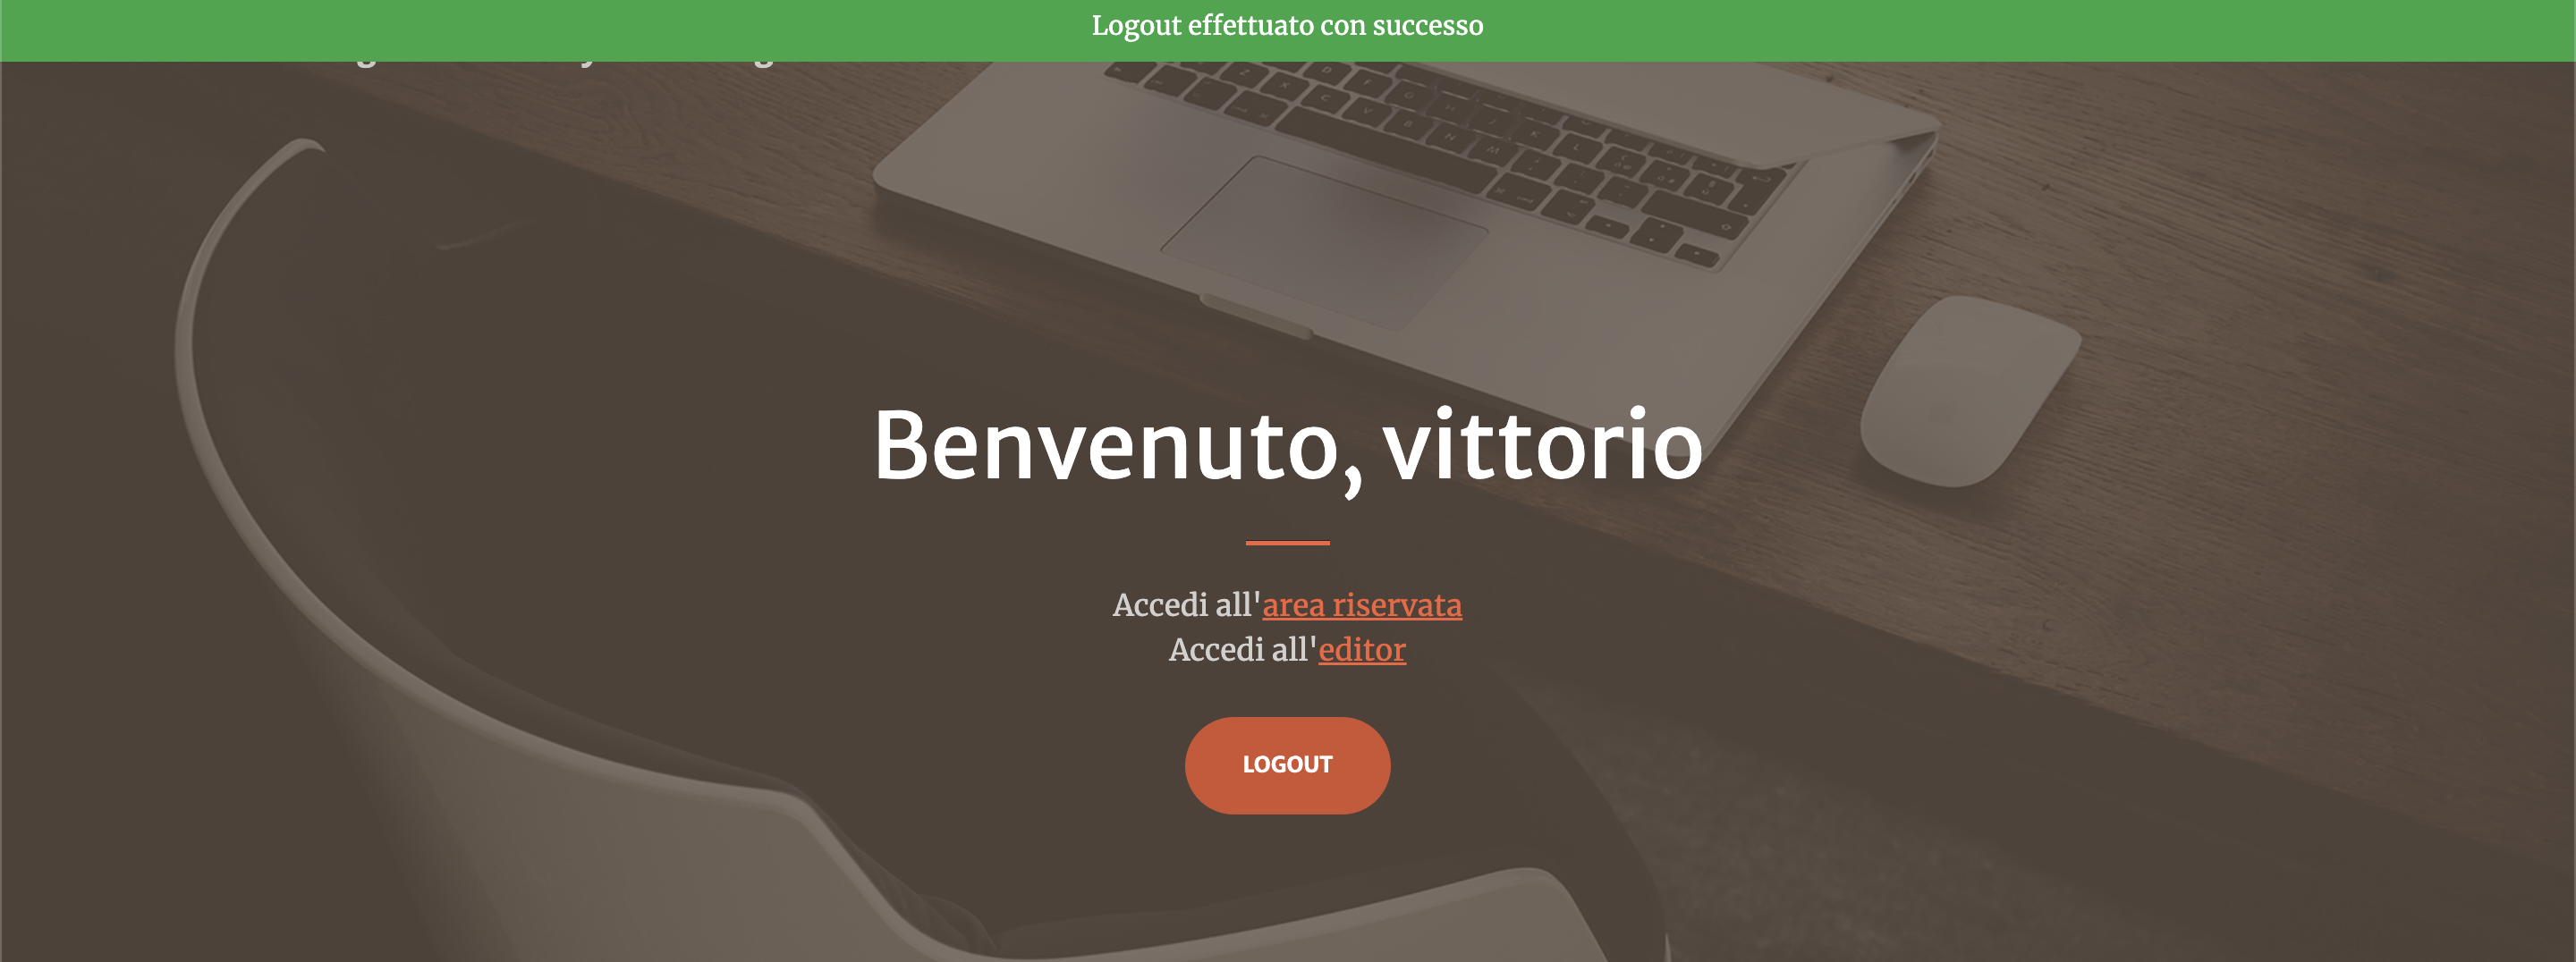 Logout effettuato con successo
Benvenuto, vittorio
Accedi all'area riservata
Accedi all'editor
LOGOUT